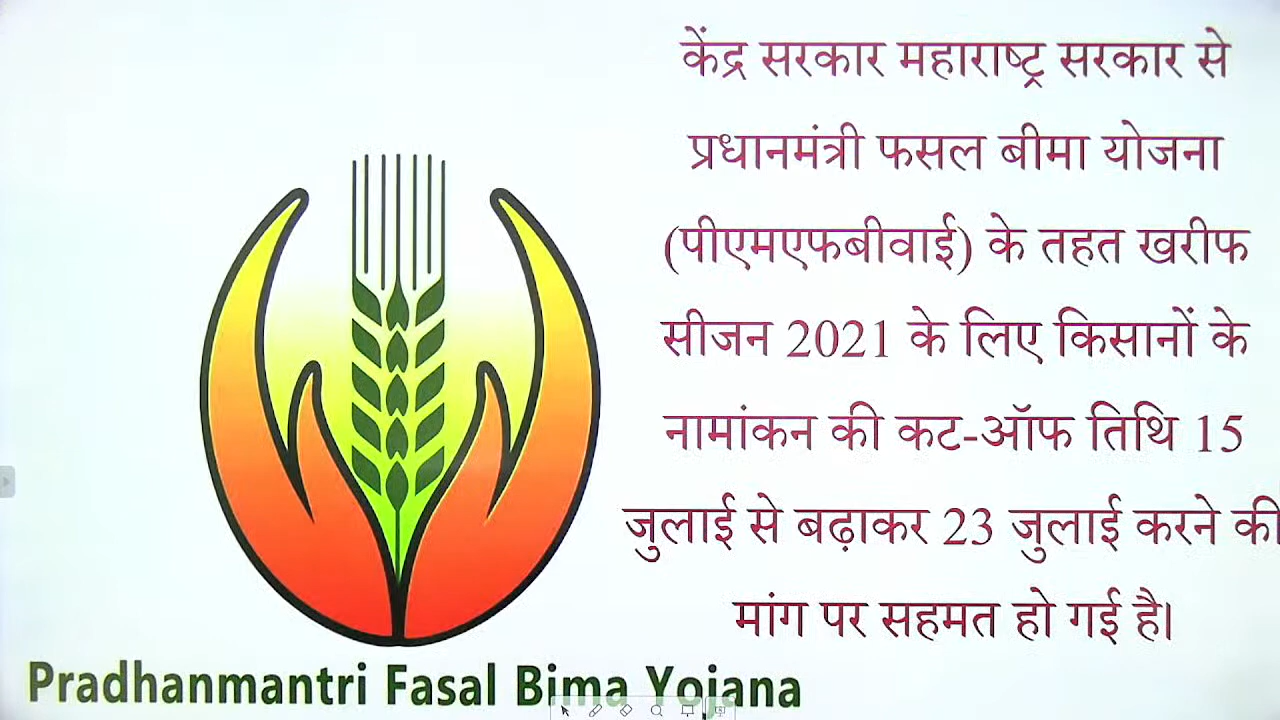 केंद्र सरकार महाराष्ट्र सरकार से
प्रधानमंत्री फसल बीमा योजना
(पीएमएफबीवाई) के तहत खरीफ
सीजन 2021 के लिए किसानों के
नामांकन की कट-ऑफ तिथि 15
जुलाई से बढ़ाकर 23 जुलाई करने की
मांग पर सहमत हो गई है।
Pradhanmantri Fasal Bima Yojana